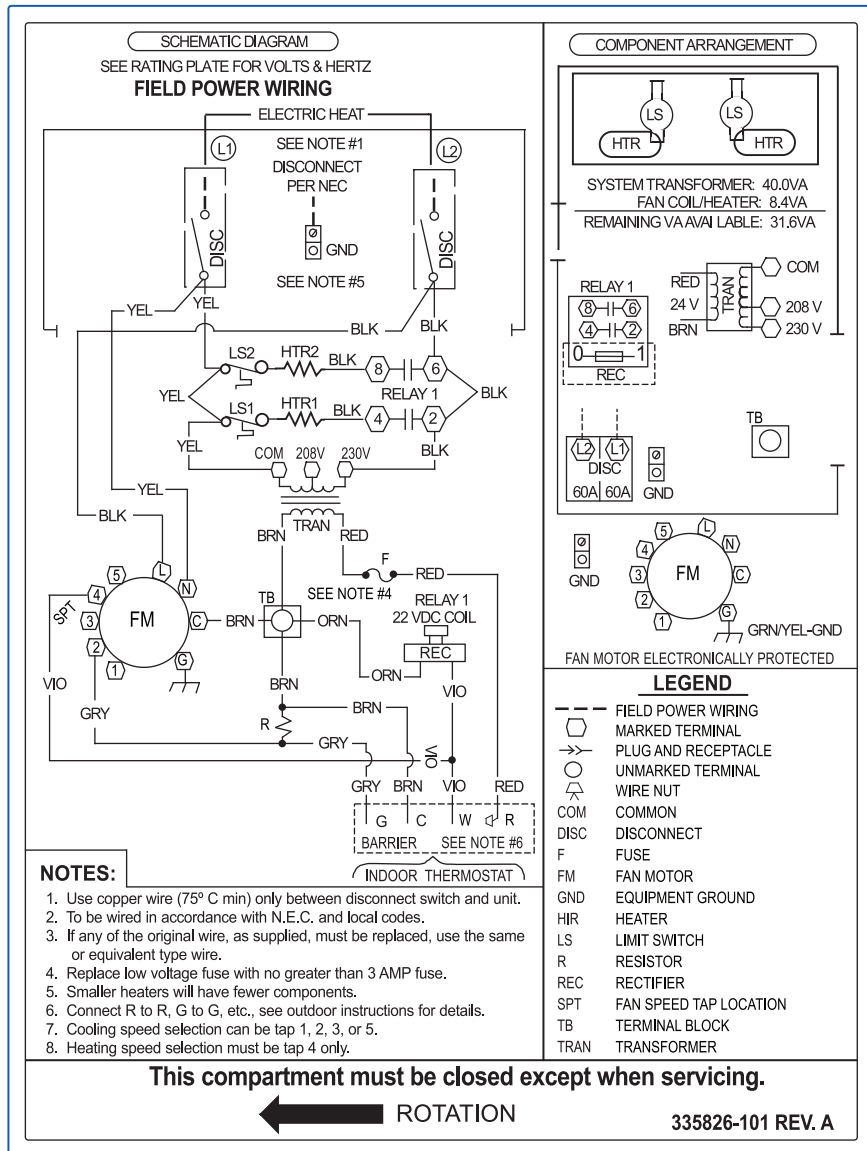 SCHEMATIC DIAGRAM
SEE RATING PLATE FOR VOLTS & HERTZ
FIELD POWER WIRING
ELECTRIC HEAT
L1
SEE NOTE #1
L2
DISCONNECT
PER NEC
DISC
GND
DISC
SEE NOTE #5
YEL
YEL
BLK
BLK
LS2
HTR2
BLK
8
6
YEL
RELAY 1
BLK
LS1
HTR1
BLK
4
2
YEL
COM
208V
230V
BLK
YEL
BLK
TRAN
BRN
RED
F
RED
SEE NOTE #4
5
L
4
N
SPT
3
FM
C
BRN
TB
ORN
RELAY 1
22 VDC COIL
REC
2
1
G
ORN
VIO
BRN
VIO
GRY
BRN
R
GRY
VIO
GRY
BRN
VIO
RED
G
C
W
R
BARRIER
SEE NOTE #6
INDOOR THERMOSTAT
NOTES:
1. Use copper wire (75º C min) only between disconnect switch and unit.
2. To be wired in accordance with N.E.C. and local codes.
3. If any of the original wire, as supplied, must be replaced, use the same
or equivalent type wire.
4. Replace low voltage fuse with no greater than 3 AMP fuse.
5. Smaller heaters will have fewer components.
6. Connect R to R, G to G, etc., see outdoor instructions for details.
7. Cooling speed selection can be tap 1, 2, 3, or 5.
8. Heating speed selection must be tap 4 only.
COMPONENT ARRANGEMENT
LS
LS
HTR
HTR
SYSTEM TRANSFORMER: 40.0VA
FAN COIL/HEATER: 8.4VA
REMAINING VA AVAI LABLE: 31.6VA
RELAY 1
8
6
4
2
0
1
REC
RED
24 V
BRN
TRAN
COM
208 V
230 V
L2
L1
DISC
60A
60A
GND
TB
GND
5
L
4
N
3
FM
C
2
1
G
GRN/YEL-GND
FAN MOTOR ELECTRONICALLY PROTECTED
LEGEND
FIELD POWER WIRING
MARKED TERMINAL
PLUG AND RECEPTACLE
UNMARKED TERMINAL
WIRE NUT
COM COMMON
DISC DISCONNECT
F FUSE
FM FAN MOTOR
GND EQUIPMENT GROUND
HIR HEATER
LS LIMIT SWITCH
R RESISTOR
REC RECTIFIER
SPT FAN SPEED TAP LOCATION
TB TERMINAL BLOCK
TRAN TRANSFORMER
This compartment must be closed except when servicing.
ROTATION
335826-101 REV. A